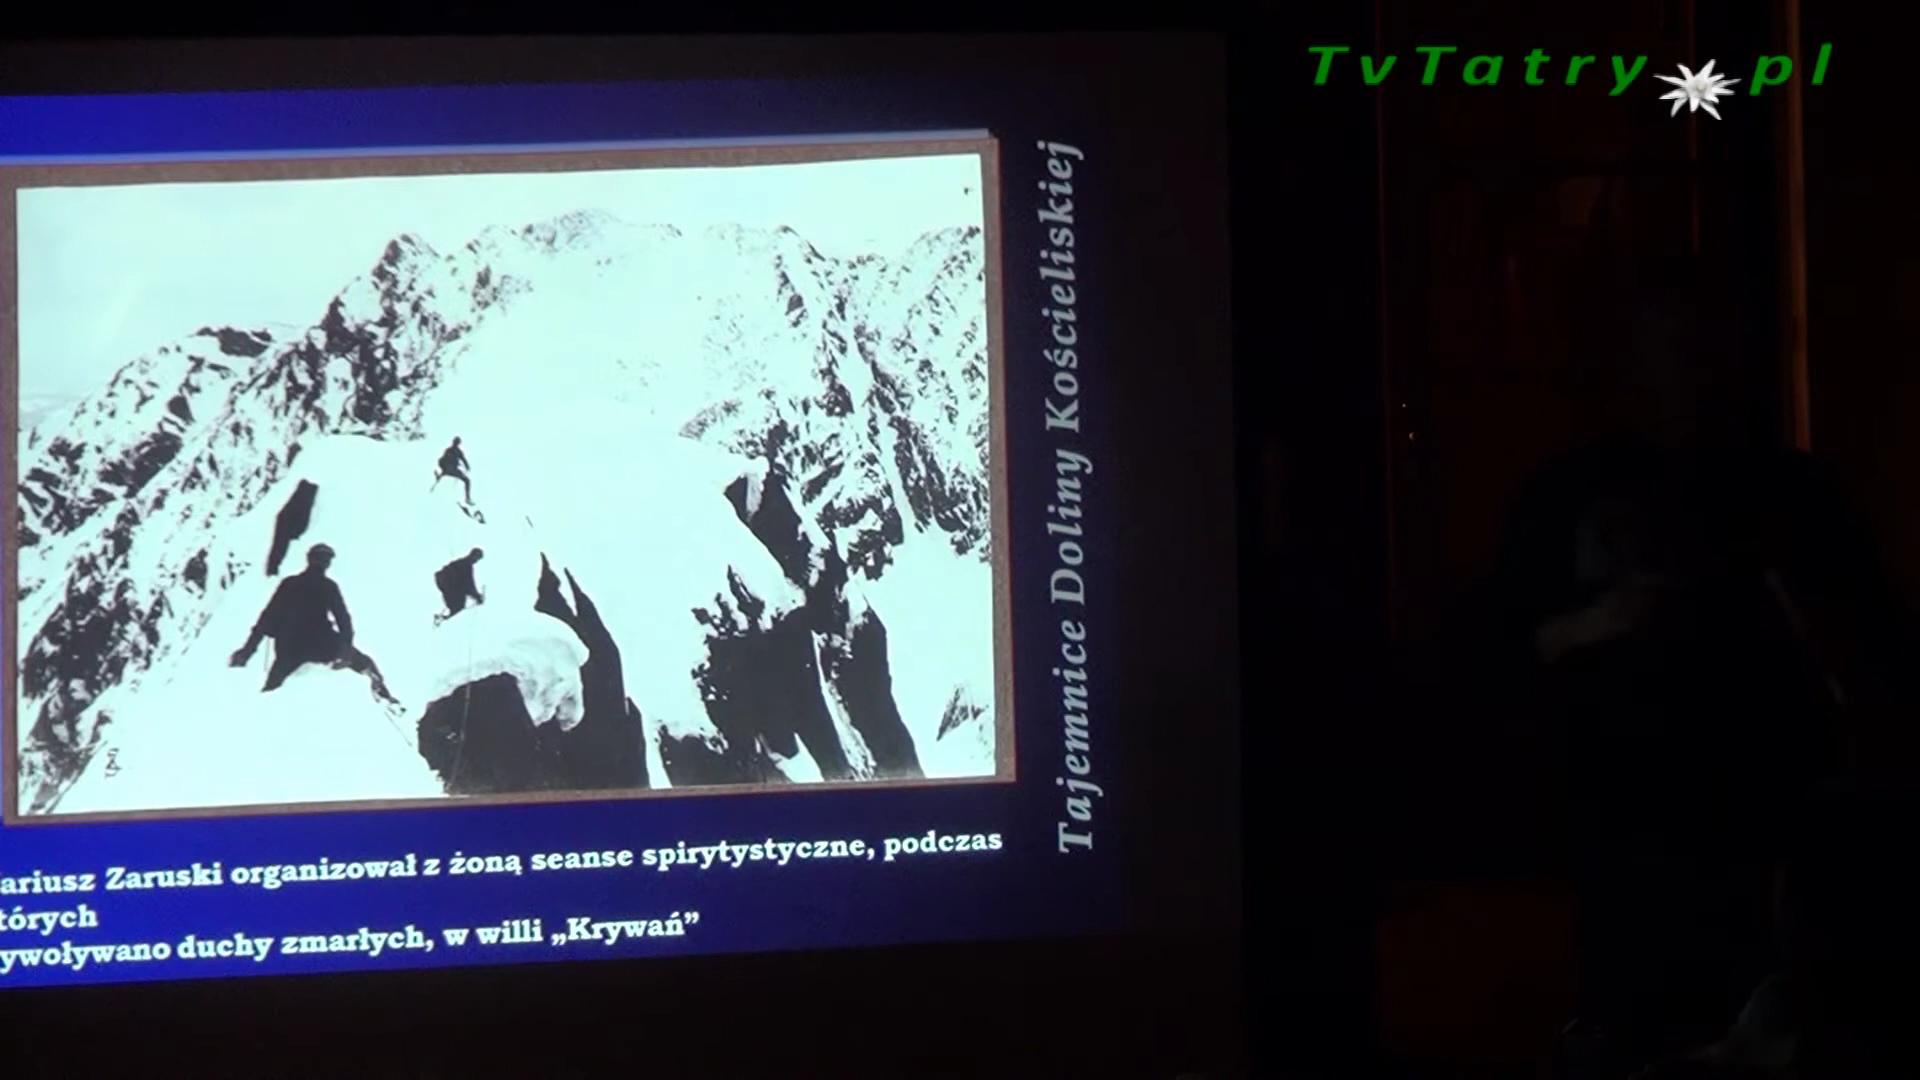 TvTatry.pl
Tajemnice Doliny Kościeliskiej
ariusz Zaruski organizował z żoną seanse spirytystyczne, podczas
tórych
ywoływano duchy zmarłych, w willi „Krywań”